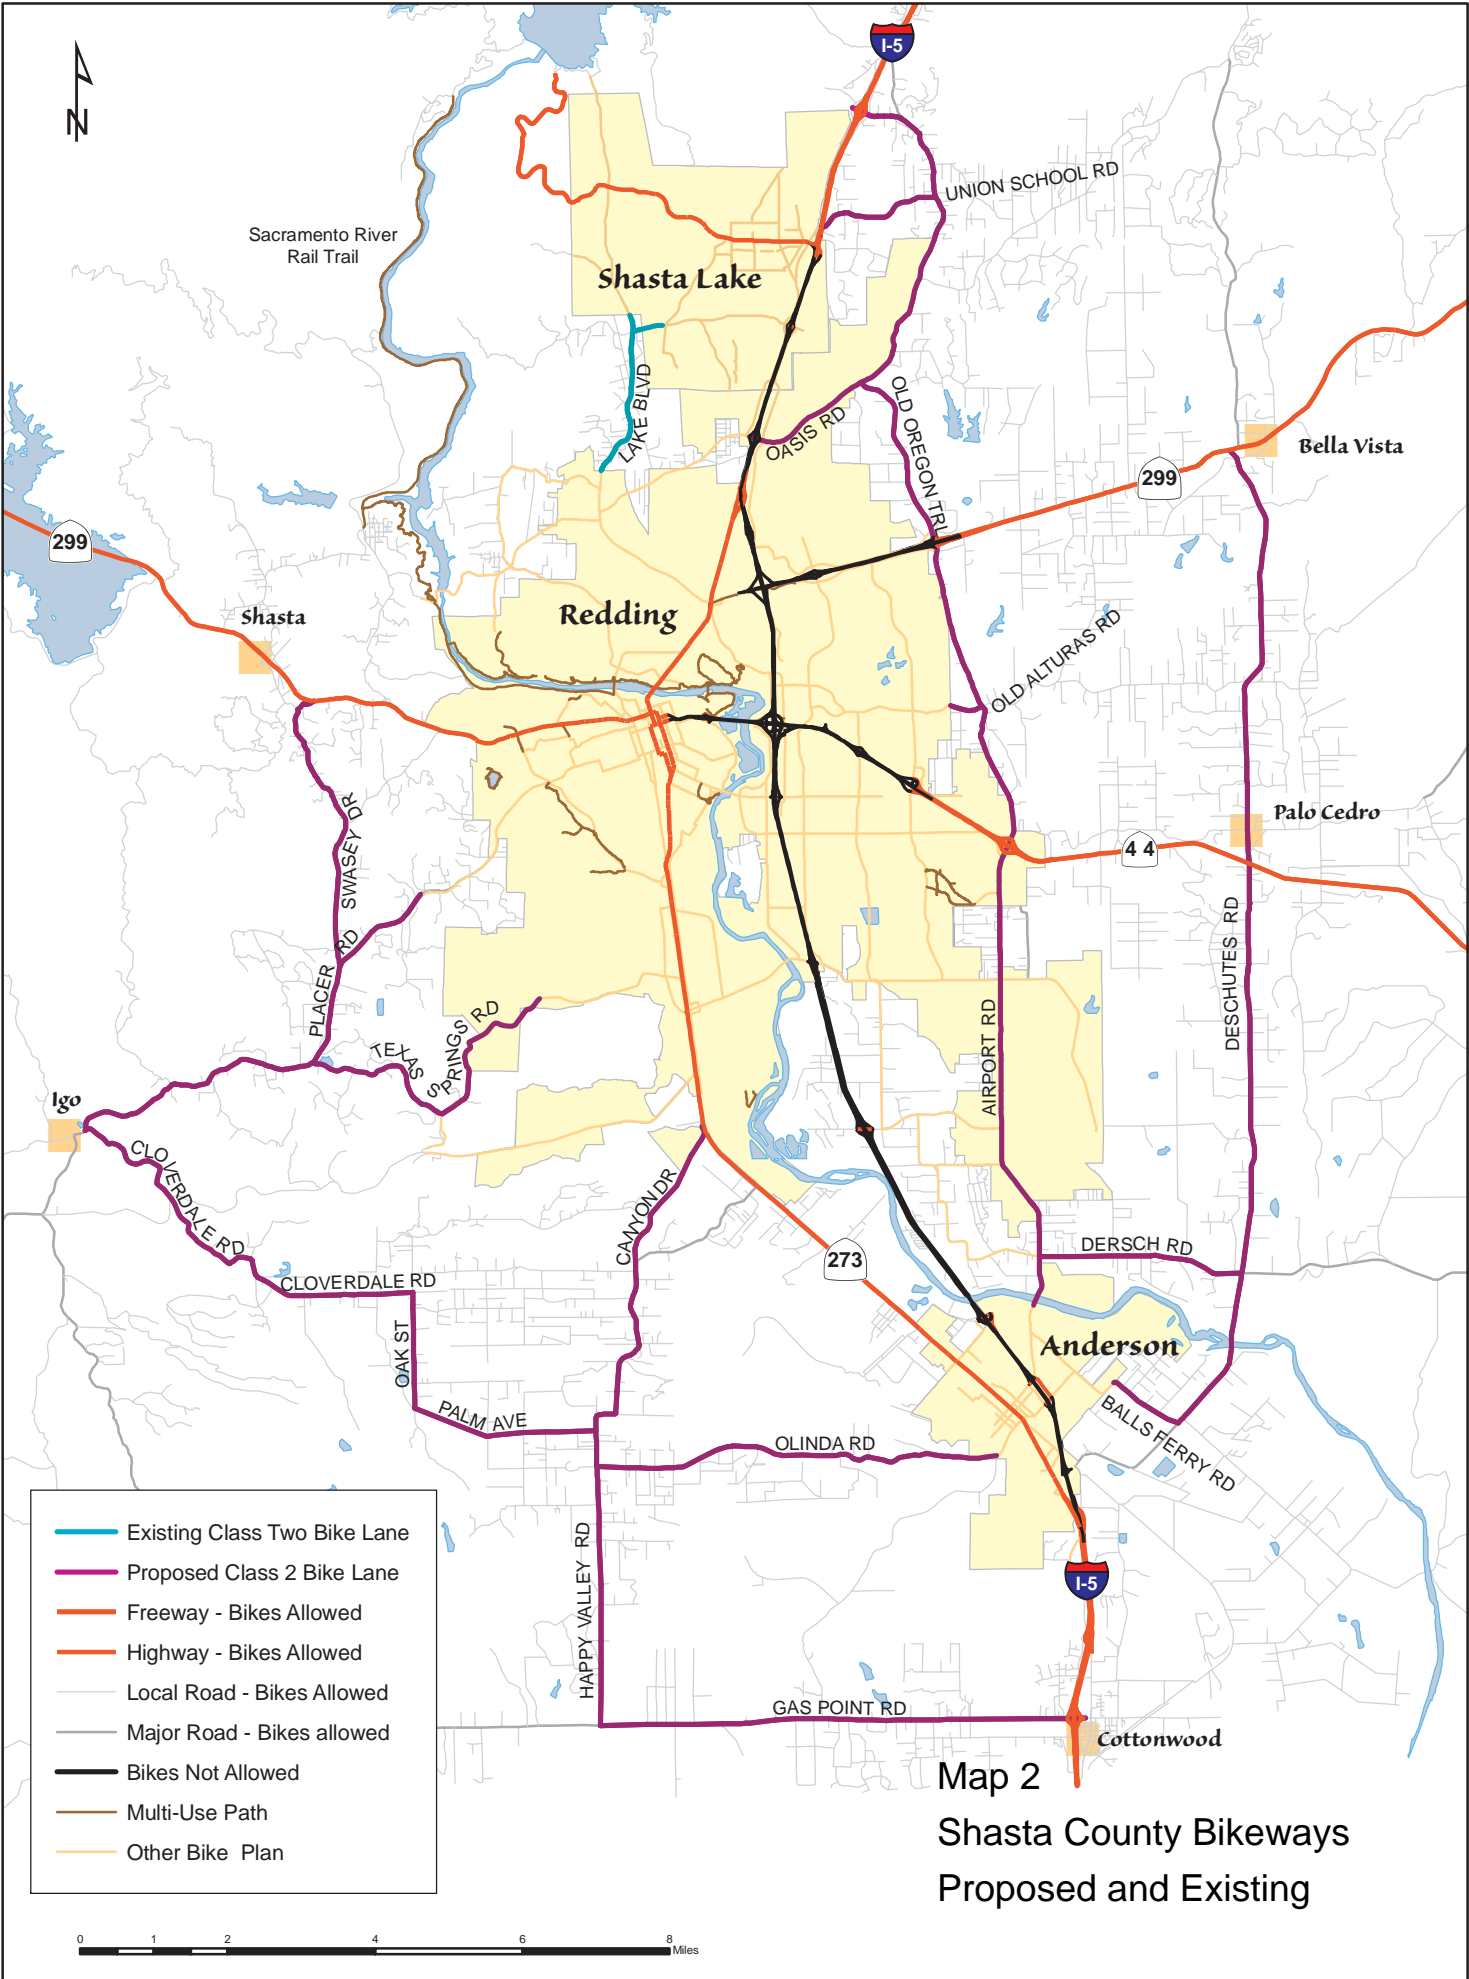 I-5
N
UNION SCHOOL RD
Sacramento River
Rail Trail
Shasta Lake
LAKE BLVD
OASIS RD
OLD OREGON TRL
Bella Vista
299
299
Shasta
Redding
OLD ALTURAS RD
SWASEY DR
Palo Cedro
4 4
PLACER RD
DESCHUTES RD
TEXAS SPRINGS RD
AIRPORT RD
Igo
CLOVERDALE RD
CANYON DR
DERSCH RD
273
CLOVERDALE RD
OAK ST
Anderson
PALM AVE
BALLS FERRY RD
OLINDA RD
HAPPY VALLEY RD
I-5
GAS POINT RD
Cottonwood
Existing Class Two Bike Lane
Proposed Class 2 Bike Lane
Freeway - Bikes Allowed
Highway - Bikes Allowed
Local Road - Bikes Allowed
Major Road - Bikes allowed
Bikes Not Allowed
Multi-Use Path
Other Bike Plan
Map 2
Shasta County Bikeways
Proposed and Existing
0 1 2 4 6 8
Miles